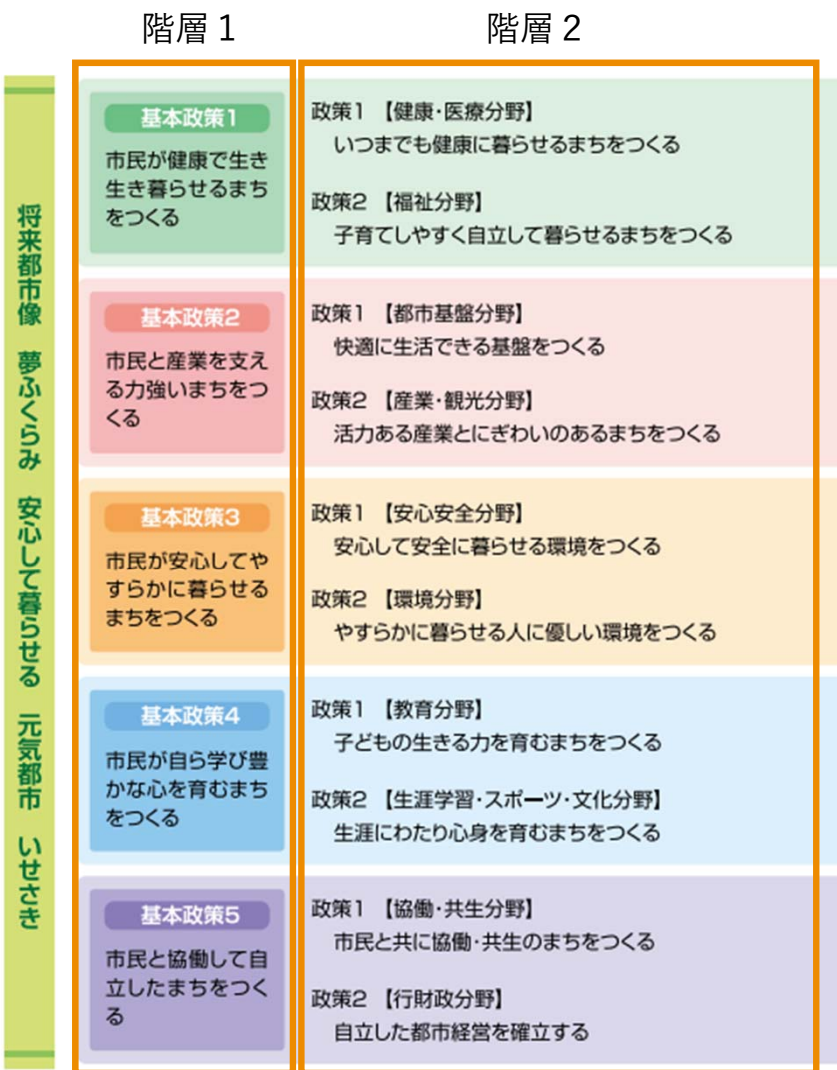 階層1
階層2
将来都市像 夢ふくらみ 安心して暮らせる 元気都市 いせさき
基本政策1
市民が健康で生き
生き暮らせるまち
をつくる
政策1 【健康・医療分野】
いつまでも健康に暮らせるまちをつくる
政策2 【福祉分野】
子育てしやすく自立して暮らせるまちをつくる
基本政策2
市民と産業を支え
る力強いまちをつ
くる
政策1 【都市基盤分野】
快適に生活できる基盤をつくる
政策2 【産業・観光分野】
活力ある産業とにぎわいのあるまちをつくる
基本政策3
市民が安心してや
すらかに暮らせる
まちをつくる
政策1 【安心安全分野】
安心して安全に暮らせる環境をつくる
政策2 【環境分野】
やすらかに暮らせる人に優しい環境をつくる
基本政策4
市民が自ら学び豊
かな心を育むまち
をつくる
政策1 【教育分野】
子どもの生きる力を育むまちをつくる
政策2 【生涯学習・スポーツ・文化分野】
生涯にわたり心身を育むまちをつくる
基本政策5
市民と協働して自
立したまちをつく
る
政策1 【協働・共生分野】
市民と共に協働・共生のまちをつくる
政策2 【行財政分野】
自立した都市経営を確立する